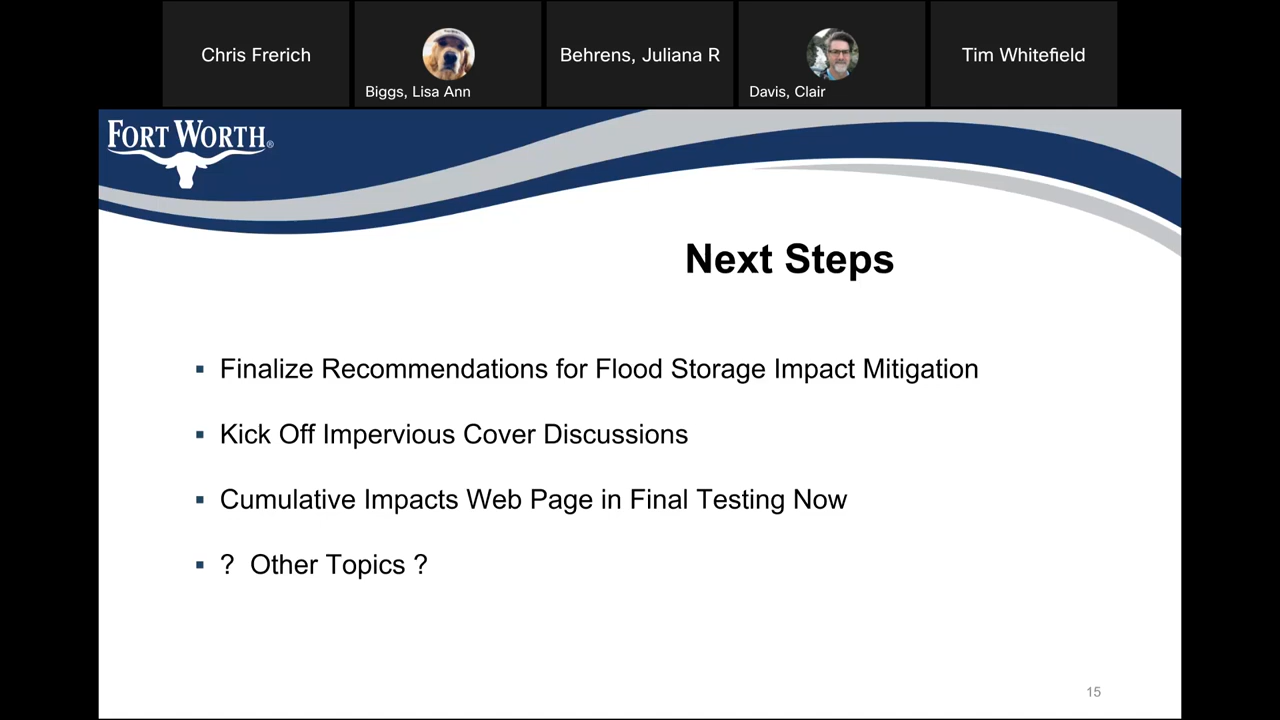 Chris Frerich
Biggs, Lisa Ann
Behrens, Juliana R
Davis, Clair
Tim Whitefield
FORT WORTH®
Next Steps
▪ Finalize Recommendations for Flood Storage Impact Mitigation
▪ Kick Off Impervious Cover Discussions
▪ Cumulative Impacts Web Page in Final Testing Now
▪ ? Other Topics ?
15